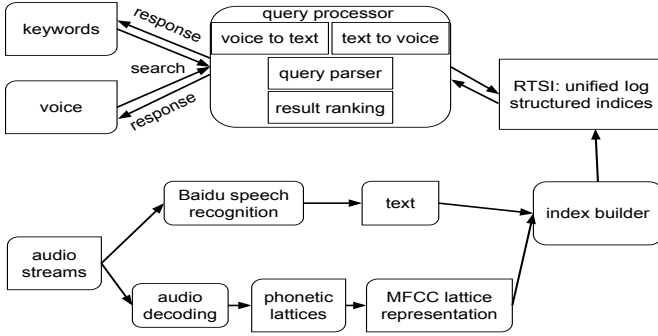 query processor
response
keywords
voice to text
text to voice
search
query parser
RTSI: unified log
structured indices
voice
response
result ranking
Baidu speech
recognition
text
index builder
audio
streams
audio
decoding
phonetic
lattices
MFCC lattice
representation